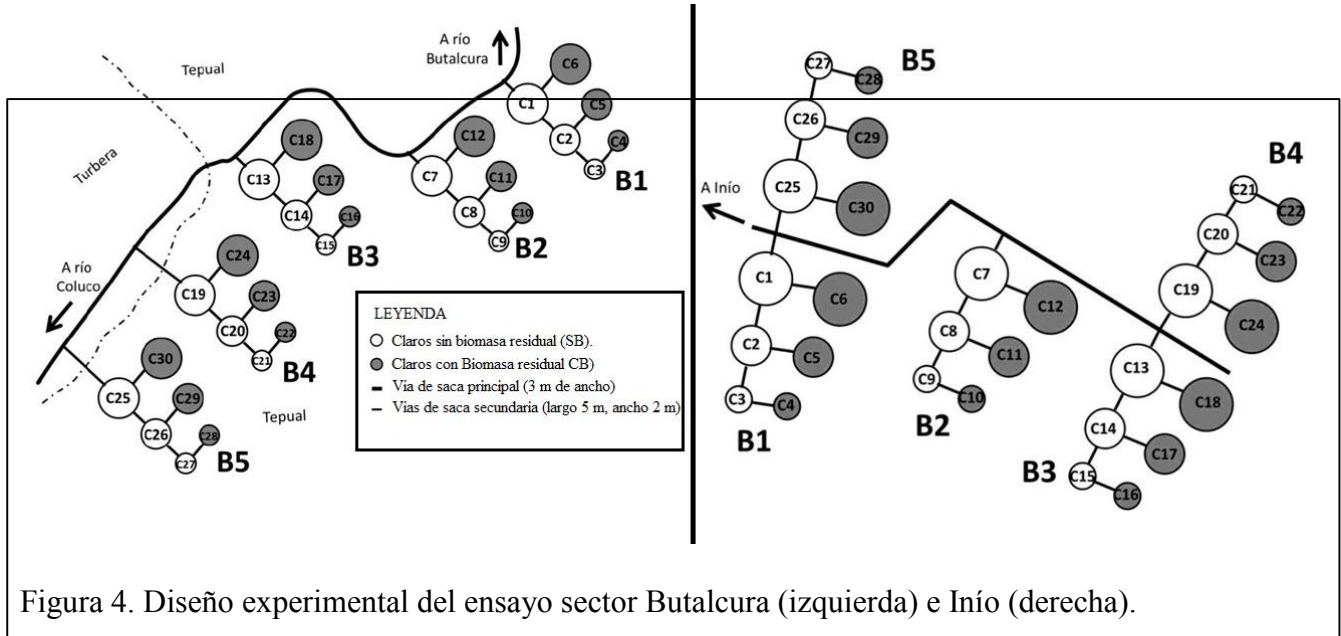 A río
Butalcura
Tepual
Turbera
A río
Coluco
Tepual
C6
C1
C5
C2
C4
C3
B1
C12
C7
C11
C8
C10
C9
B2
C18
C13
C17
C14
C16
C15
B3
C24
C19
C23
C20
C22
C21
B4
C30
C25
C29
C26
C28
C27
B5
LEYENDA
Claros sin biomasa residual (SB).
Claros con Biomasa residual CB)
Via de saca principal (3 m de ancho)
Vias de saca secundaria (largo 5 m, ancho 2 m)
A Inío
C27
C28
B5
C26
C29
C25
C30
C1
C6
C2
C5
C3
C4
B1
C7
C12
C8
C11
C9
C10
B2
B4
C21
C22
C20
C23
C19
C24
C13
C18
C14
C17
C15
C16
B3
Figura 4. Diseño experimental del ensayo sector Butalcura (izquierda) e Inío (derecha).